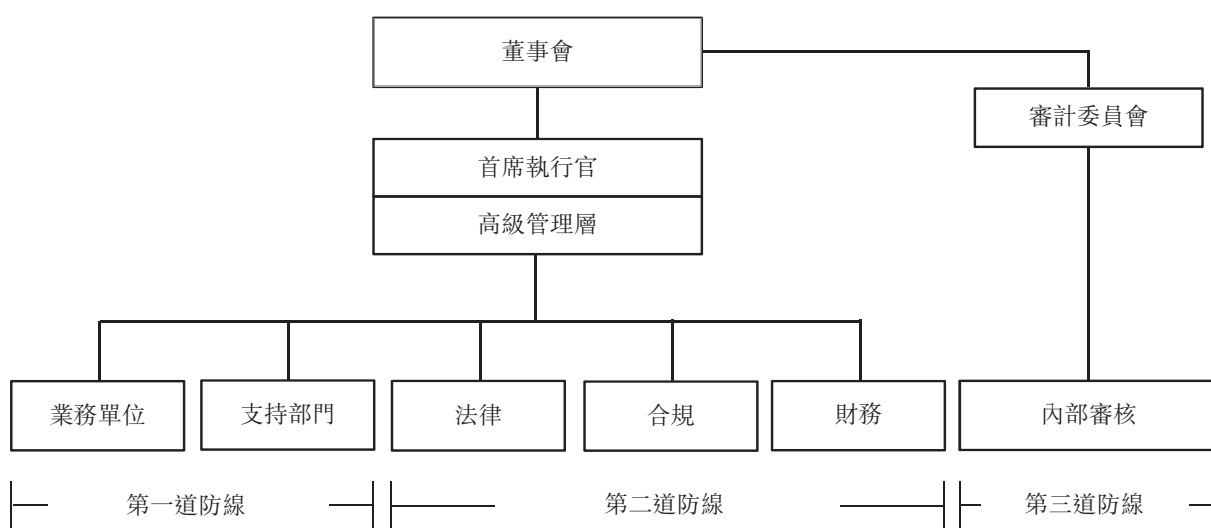 董事會
審計委員會
首席執行官
高級管理層
業務單位
支持部門
法律
合規
財務
內部審核
第一道防線
第二道防線
第三道防線